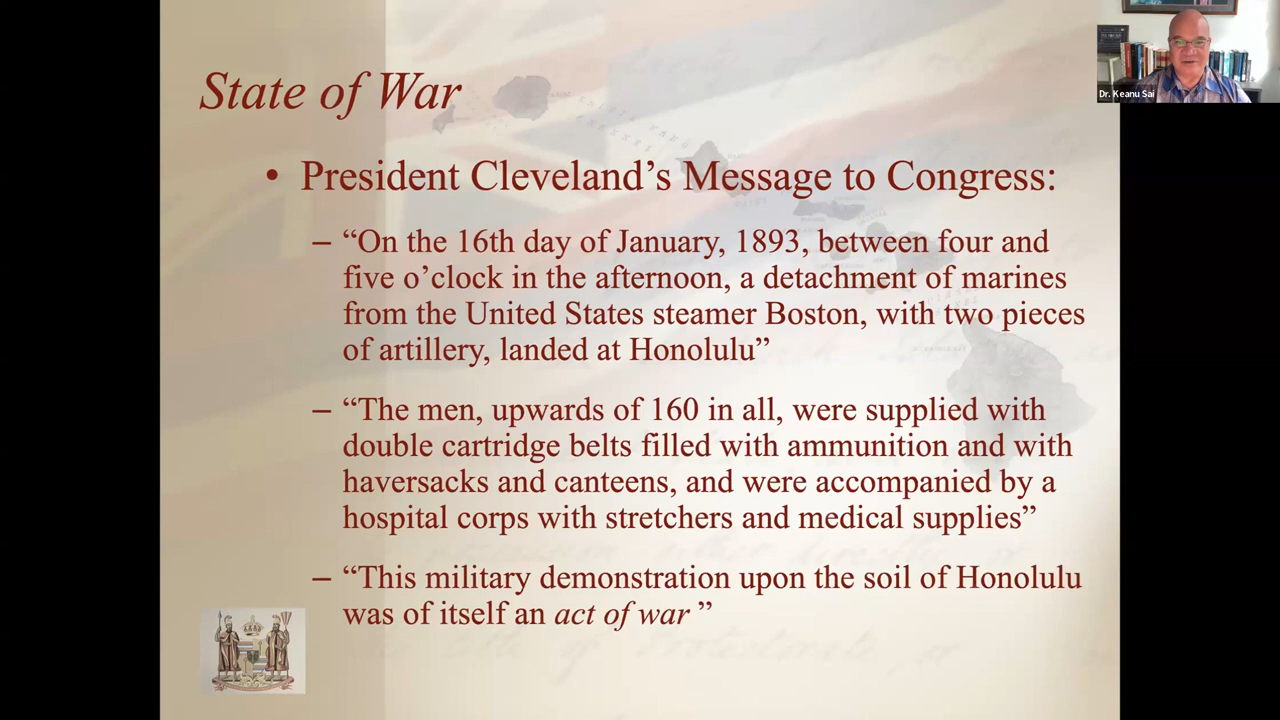 Dr. Keanu Sai
State of War
• President Cleveland’s Message to Congress:
– “On the 16th day of January, 1893, between four and
five o’clock in the afternoon, a detachment of marines
from the United States steamer Boston, with two pieces
of artillery, landed at Honolulu”
– “The men, upwards of 160 in all, were supplied with
double cartridge belts filled with ammunition and with
haversacks and canteens, and were accompanied by a
hospital corps with stretchers and medical supplies”
– “This military demonstration upon the soil of Honolulu
was of itself an act of war ”